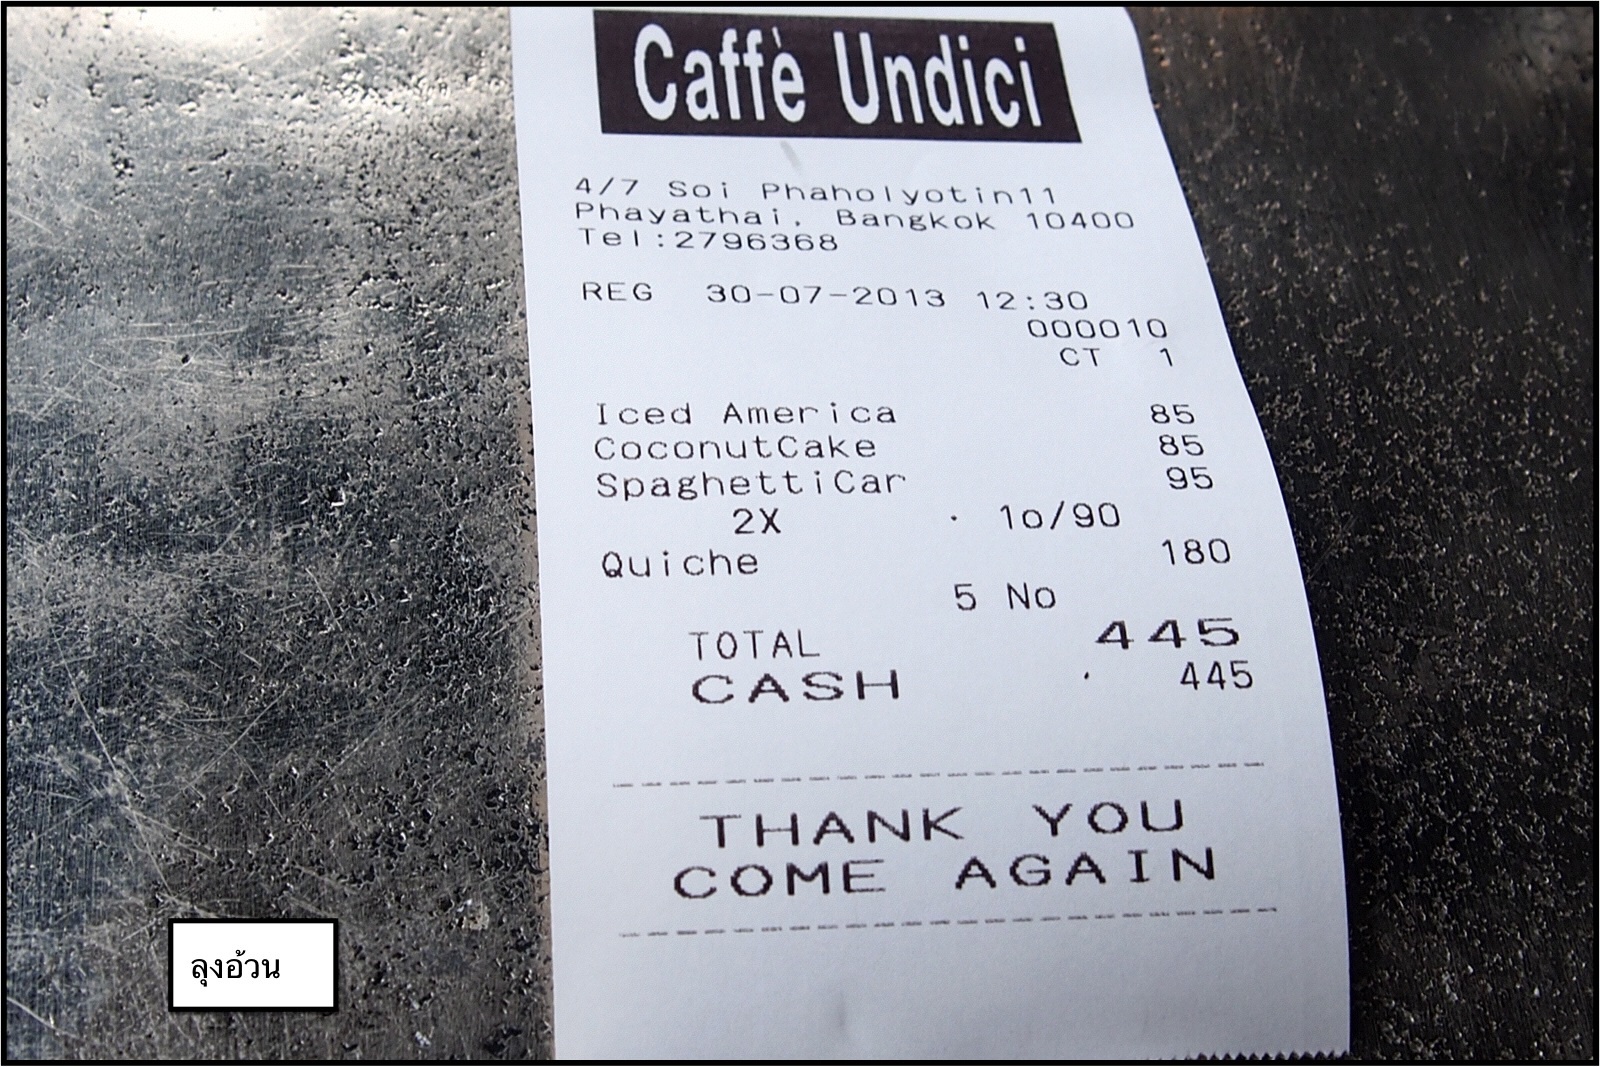 Caffè Undici
4/7 Soi Phaholyotin11
Phayathai, Bangkok 10400
Tel:2796368
REG 30-07-2013 12:30
000010
CT 1
Iced America 85
CoconutCake 85
SpaghettiCar 95
2X · 1o/90
Quiche 180
5 No
TOTAL 445
CASH · 445
THANK YOU
COME AGAIN
ลุงอ้วน